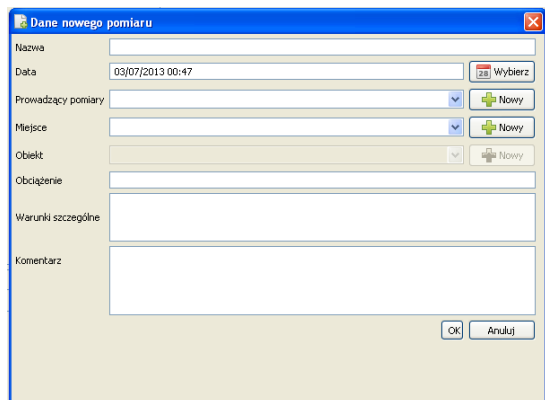 Dane nowego pomiaru
Nazwa
Data 03/07/2013 00:47 28 Wybierz
Prowadzący pomiary Nowy
Miejsce Nowy
Obiekt Nowy
Obciążenie
Warunki szczególne
Komentarz
OK Anuluj